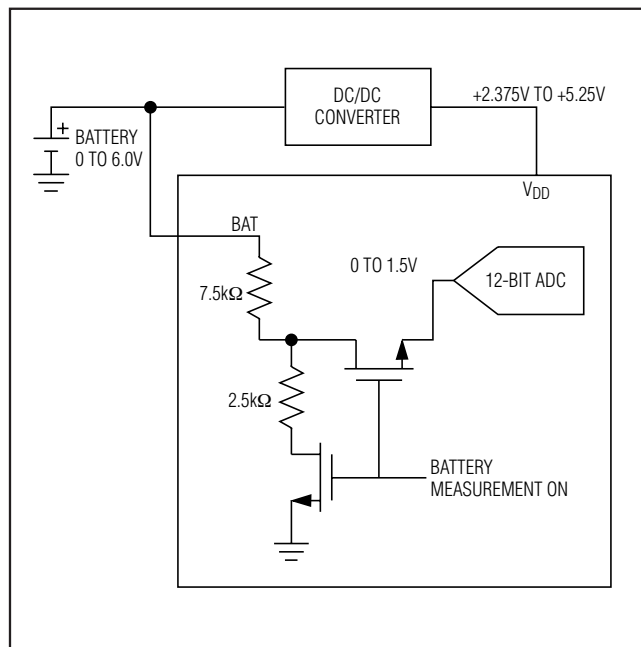 DC/DC
CONVERTER
+2.375V TO +5.25V
+
BATTERY
0 TO 6.0V
VDD
BAT
0 TO 1.5V
12-BIT ADC
7.5kΩ
2.5kΩ
BATTERY
MEASUREMENT ON